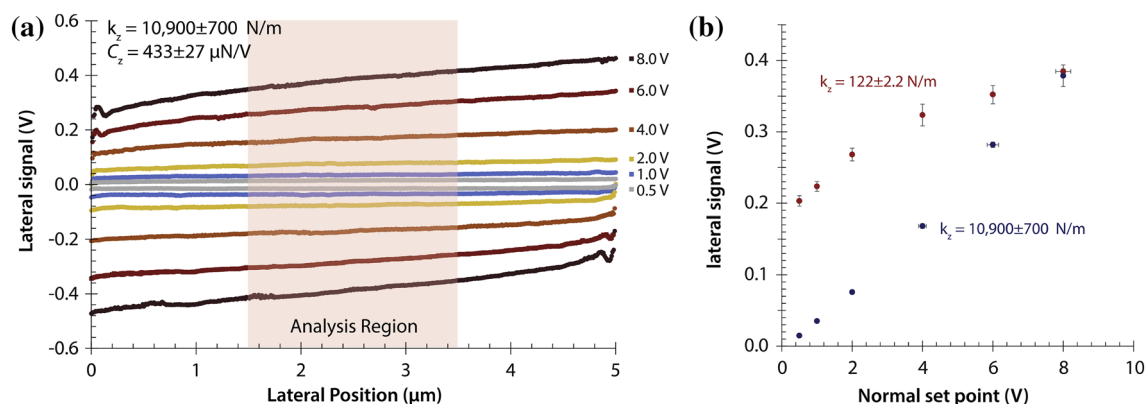 (a)
k_z = 10,900±700 N/m
C_z = 433±27 µN/V
0.6
0.4
0.2
0.0
-0.2
-0.4
-0.6
Lateral signal (V)
8.0 V
6.0 V
4.0 V
2.0 V
1.0 V
0.5 V
Analysis Region
0
1
2
3
4
5
Lateral Position (µm)
(b)
0.4
0.3
0.2
0.1
0.0
lateral signal (V)
k_z = 122±2.2 N/m
k_z = 10,900±700 N/m
0
2
4
6
8
10
Normal set point (V)